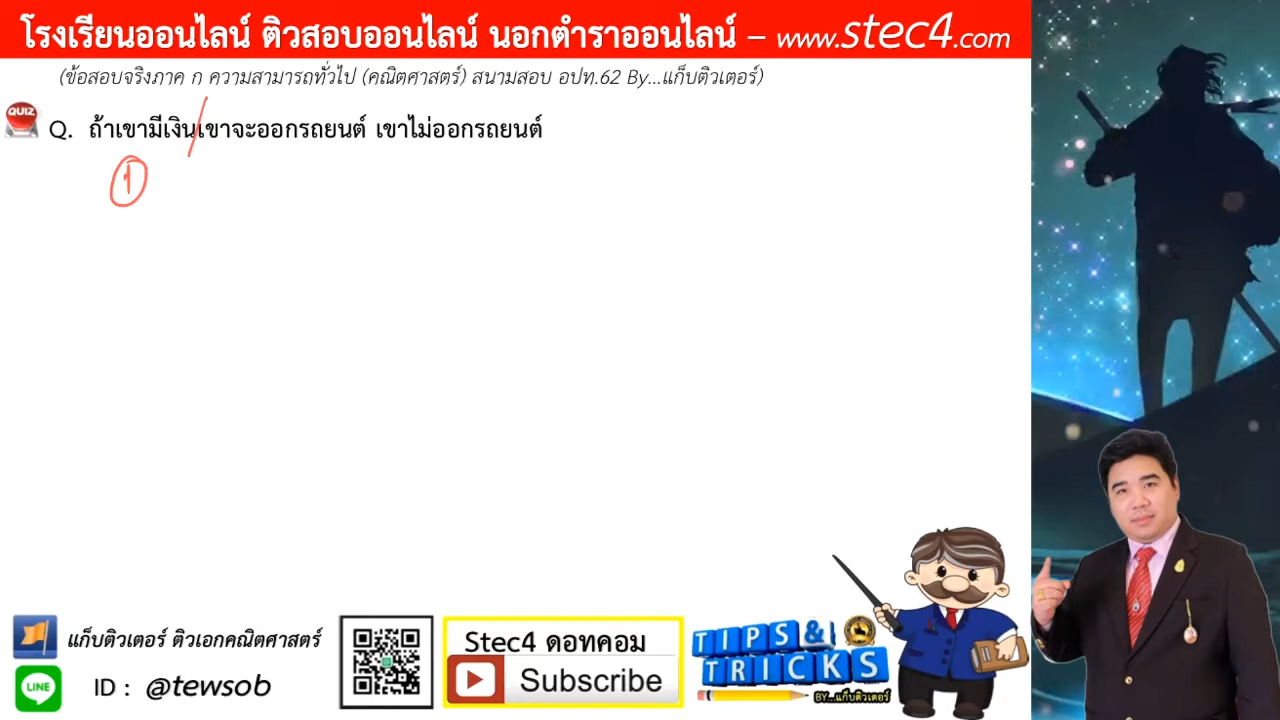 โรงเรียนออนไลน์ ติวสอบออนไลน์ นอกตำราออนไลน์ – www.stec4.com
(ข้อสอบจริงภาค ก ความสามารถทั่วไป (คณิตศาสตร์) สนามสอบ อปท.62 By...แก็บติวเตอร์)
QUIZ
Q. ถ้าเขามีเงินเขาจะออกรถยนต์ เขาไม่ออกรถยนต์
1
แก็บติวเตอร์ ติวเอกคณิตศาสตร์
LINE
ID : @tewsob
Stec4 ดอทคอม
Subscribe
TIPS &
TRICKS
BY...แก็บติวเตอร์